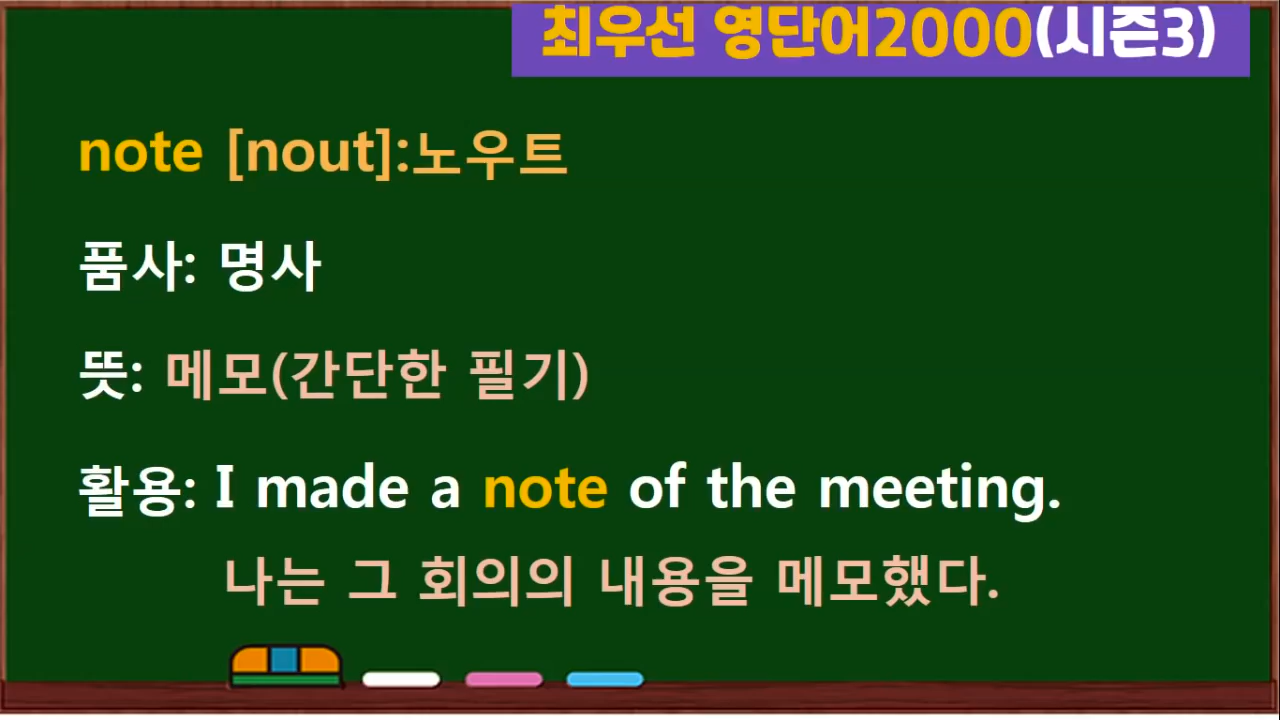 최우선 영단어2000(시즌3)
note [nout]:노우트
품사: 명사
뜻: 메모(간단한 필기)
활용: I made a note of the meeting.
나는 그 회의의 내용을 메모했다.